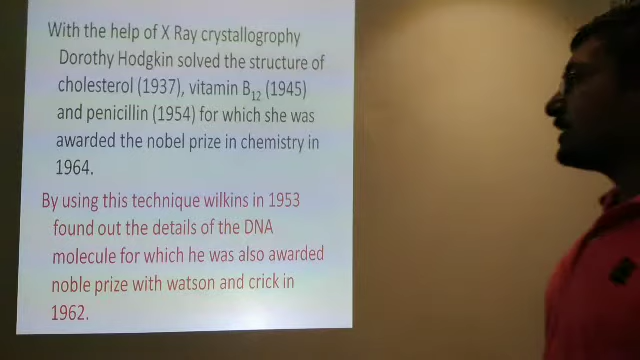 With the help of X Ray crystallogrophy
Dorothy Hodgkin solved the structure of
cholesterol (1937), vitamin B12 (1945)
and penicillin (1954) for which she was
awarded the nobel prize in chemistry in
1964.
By using this technique wilkins in 1953
found out the details of the DNA
molecule for which he was also awarded
noble prize with watson and crick in
1962.